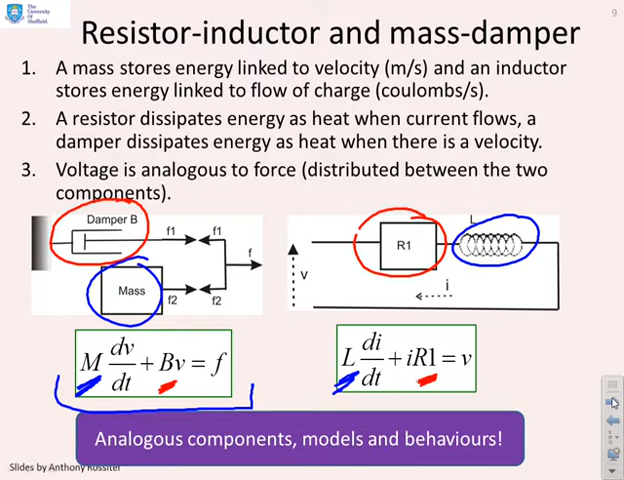 The
University
Of
Sheffield.
9
Resistor-inductor and mass-damper
1. A mass stores energy linked to velocity (m/s) and an inductor
stores energy linked to flow of charge (coulombs/s).
2. A resistor dissipates energy as heat when current flows, a
damper dissipates energy as heat when there is a velocity.
3. Voltage is analogous to force (distributed between the two
components).
Damper B
f1 f1
f
Mass
f2 f2
L
R1
v
i
M dv/dt + Bv = f
L di/dt + iR1 = v
Analogous components, models and behaviours!
Slides by Anthony Rossiter